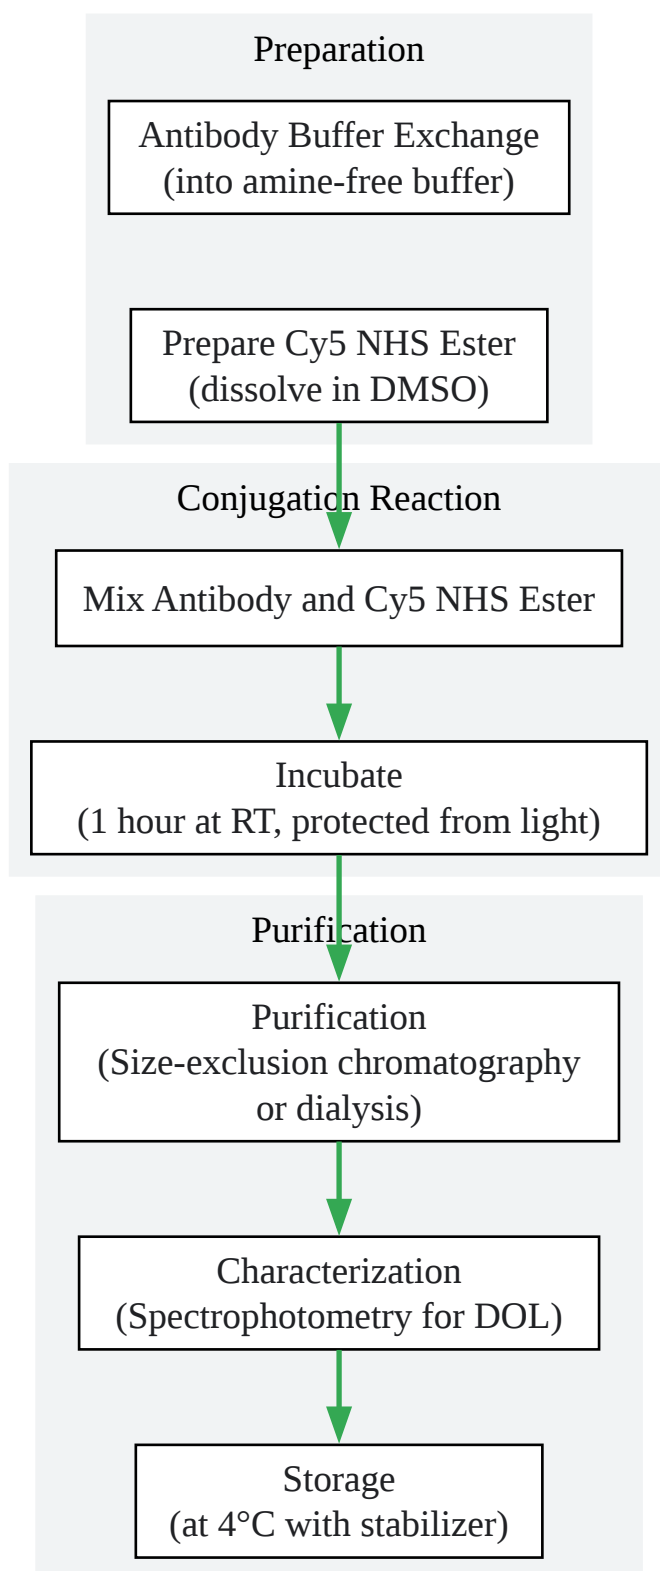 Preparation
Antibody Buffer Exchange
(into amine-free buffer)
Prepare Cy5 NHS Ester
(dissolve in DMSO)
Conjugation Reaction
Mix Antibody and Cy5 NHS Ester
Incubate
(1 hour at RT, protected from light)
Purification
Purification
(Size-exclusion chromatography
or dialysis)
Characterization
(Spectrophotometry for DOL)
Storage
(at 4°C with stabilizer)